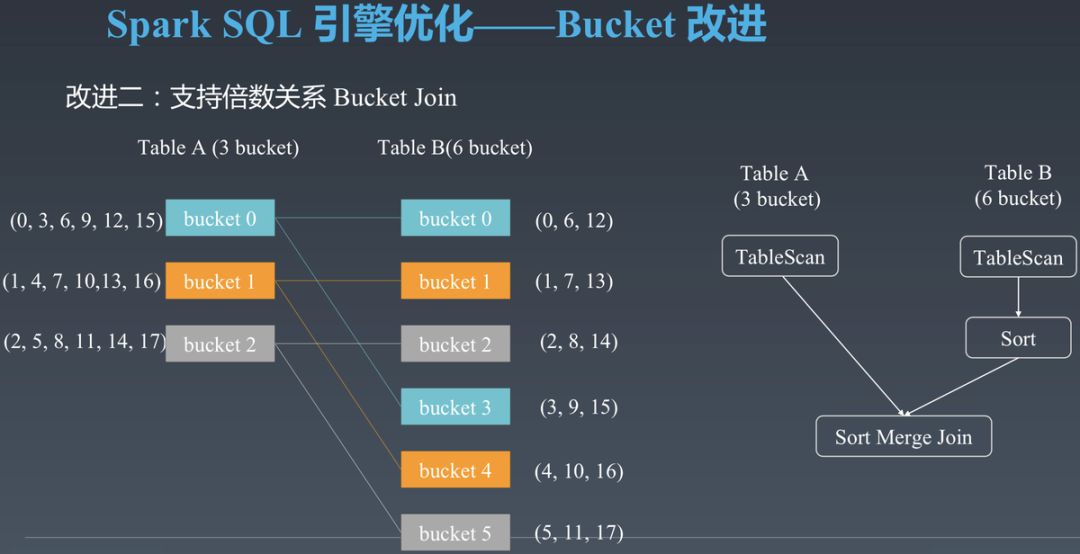 Spark SQL 引擎优化——Bucket 改进
改进二：支持倍数关系 Bucket Join
Table A (3 bucket)
Table B(6 bucket)
(0, 3, 6, 9, 12, 15)
bucket 0
bucket 0
(0, 6, 12)
(1, 4, 7, 10,13, 16)
bucket 1
bucket 1
(1, 7, 13)
(2, 5, 8, 11, 14, 17)
bucket 2
bucket 2
(2, 8, 14)
bucket 3
(3, 9, 15)
bucket 4
(4, 10, 16)
bucket 5
(5, 11, 17)
Table A
(3 bucket)
Table B
(6 bucket)
TableScan
TableScan
Sort
Sort Merge Join